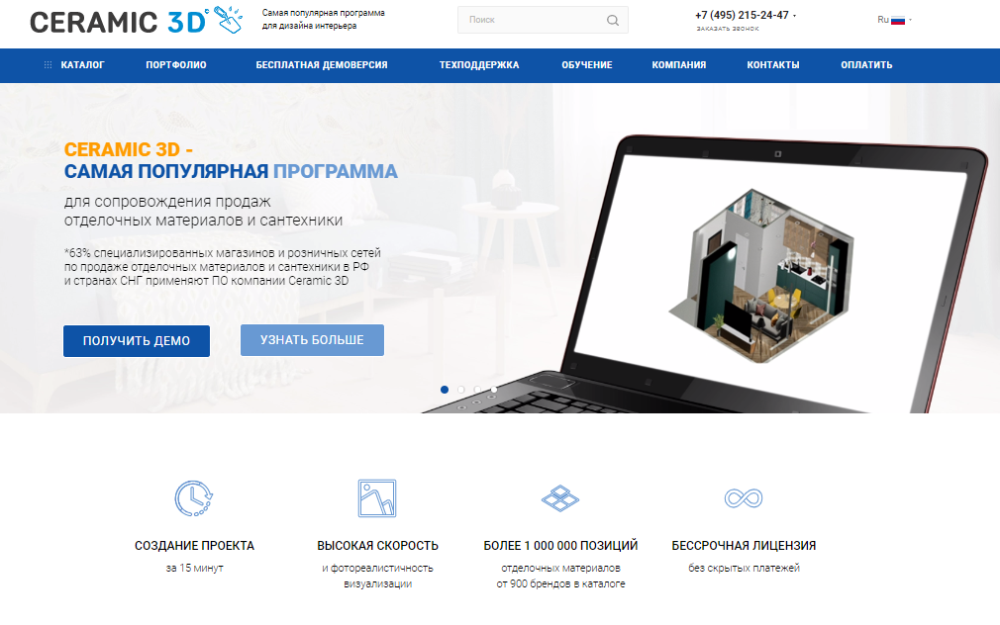 CERAMIC 3D
Самая популярная программа
для дизайна интерьера
Поиск
+7 (495) 215-24-47
ЗАКАЗАТЬ ЗВОНОК
Ru
КАТАЛОГ
ПОРТФОЛИО
БЕСПЛАТНАЯ ДЕМОВЕРСИЯ
ТЕХПОДДЕРЖКА
ОБУЧЕНИЕ
КОМПАНИЯ
КОНТАКТЫ
ОПЛАТИТЬ
CERAMIC 3D -
САМАЯ ПОПУЛЯРНАЯ ПРОГРАММА
для сопровождения продаж
отделочных материалов и сантехники
*63% специализированных магазинов и розничных сетей
по продаже отделочных материалов и сантехники в РФ
и странах СНГ применяют ПО компании Ceramic 3D
ПОЛУЧИТЬ ДЕМО
УЗНАТЬ БОЛЬШЕ
СОЗДАНИЕ ПРОЕКТА
за 15 минут
ВЫСОКАЯ СКОРОСТЬ
и фотореалистичность
визуализации
БОЛЕЕ 1 000 000 ПОЗИЦИЙ
отделочных материалов
от 900 брендов в каталоге
БЕССРОЧНАЯ ЛИЦЕНЗИЯ
без скрытых платежей